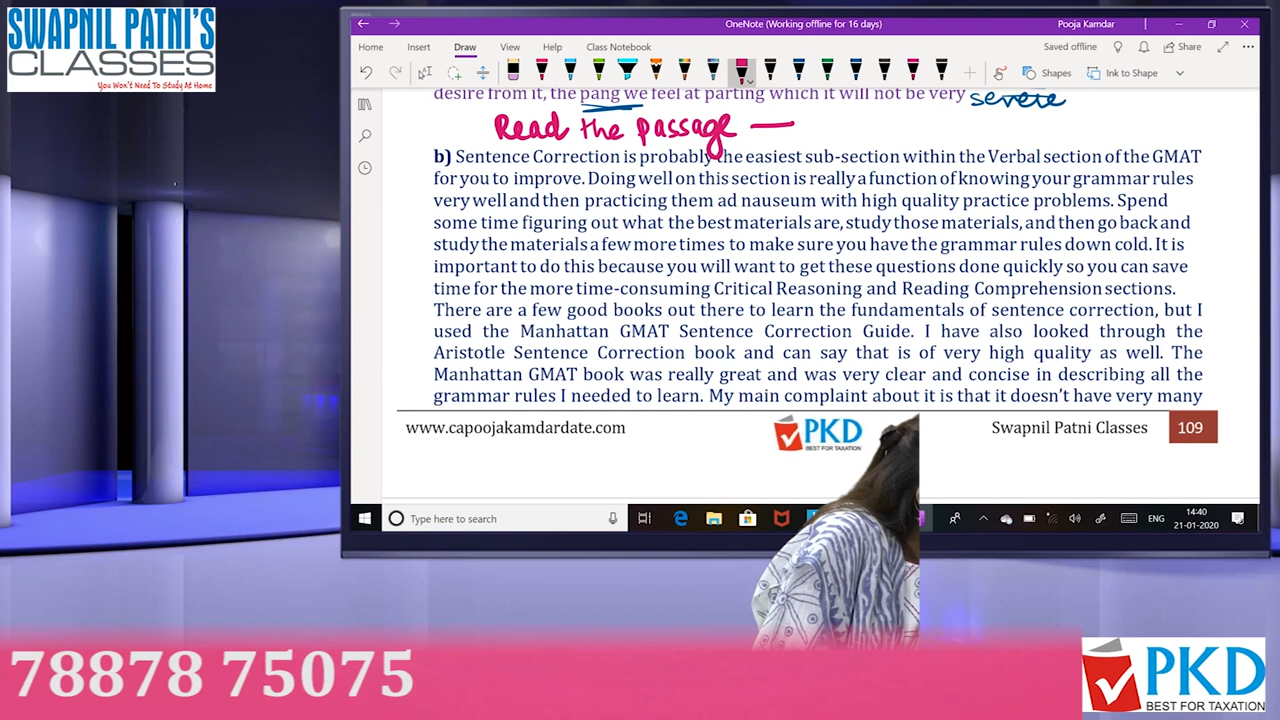 SWAPNIL PATNI'S
CLASSES
You Won't Need To Study At Home
OneNote (Working offline for 16 days)
Pooja Kamdar
Home Insert Draw View Help Class Notebook
Saved offline
Share
Shapes
Ink to Shape
desire from it, the pang we feel at parting which it will not be very severe
Read the passage —
b) Sentence Correction is probably the easiest sub-section within the Verbal section of the GMAT
for you to improve. Doing well on this section is really a function of knowing your grammar rules
very well and then practicing them ad nauseum with high quality practice problems. Spend
some time figuring out what the best materials are, study those materials, and then go back and
study the materials a few more times to make sure you have the grammar rules down cold. It is
important to do this because you will want to get these questions done quickly so you can save
time for the more time-consuming Critical Reasoning and Reading Comprehension sections.
There are a few good books out there to learn the fundamentals of sentence correction, but I
used the Manhattan GMAT Sentence Correction Guide. I have also looked through the
Aristotle Sentence Correction book and can say that is of very high quality as well. The
Manhattan GMAT book was really great and was very clear and concise in describing all the
grammar rules I needed to learn. My main complaint about it is that it doesn't have very many
www.capoojakamdardate.com
PKD
BEST FOR TAXATION
Swapnil Patni Classes 109
Type here to search
ENG
14:40
21-01-2020
78878 75075
PKD
BEST FOR TAXATION